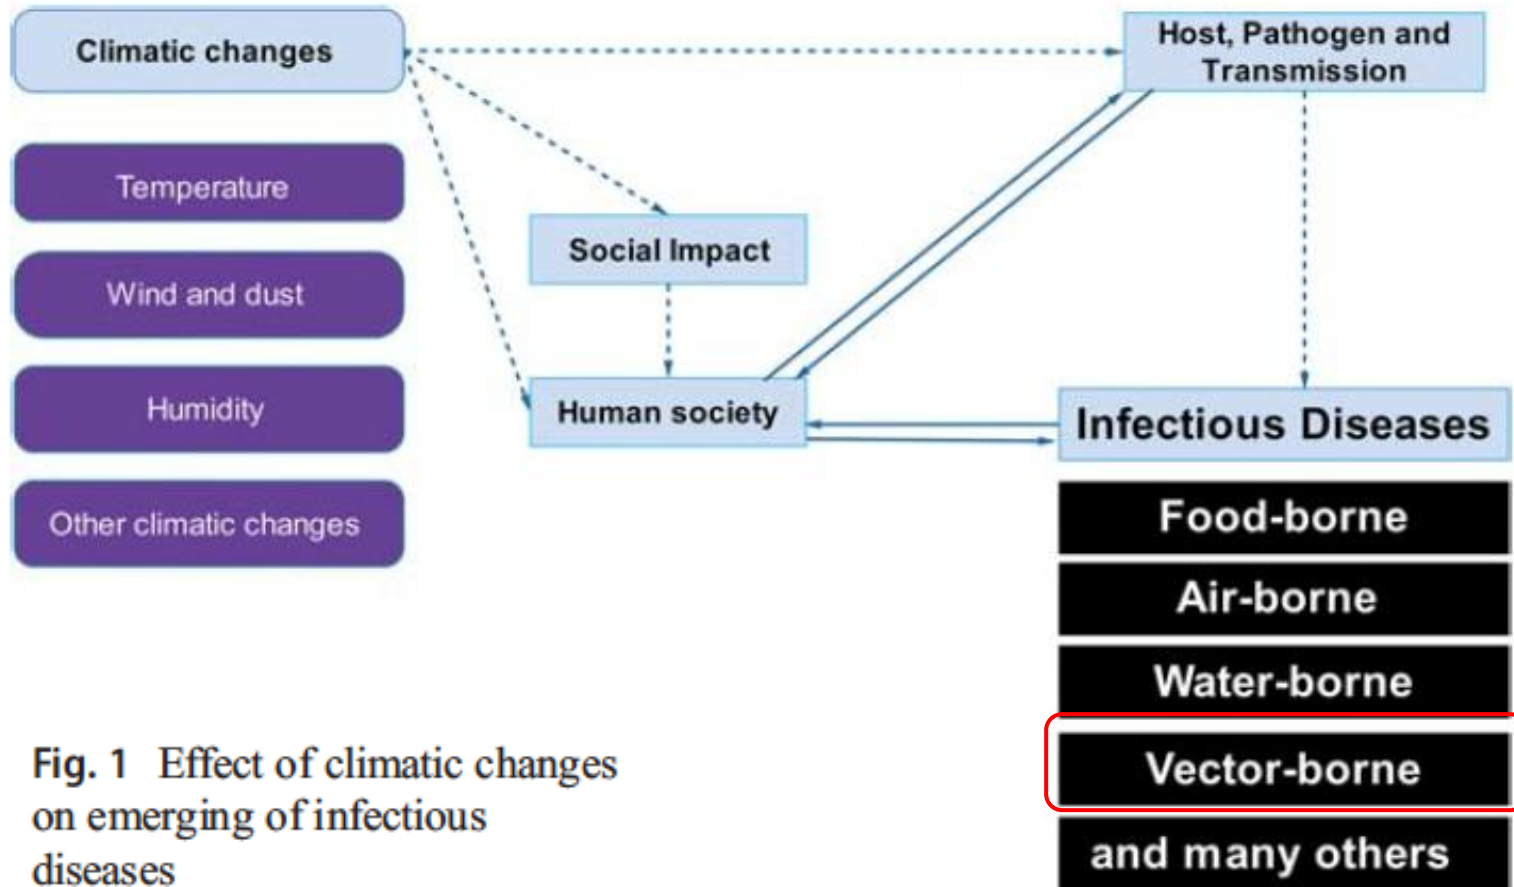 Climatic changes
Host, Pathogen and
Transmission
Temperature
Social Impact
Wind and dust
Human society
Humidity
Infectious Diseases
Other climatic changes
Food-borne
Air-borne
Water-borne
Vector-borne
and many others
Fig. 1 Effect of climatic changes
on emerging of infectious
diseases